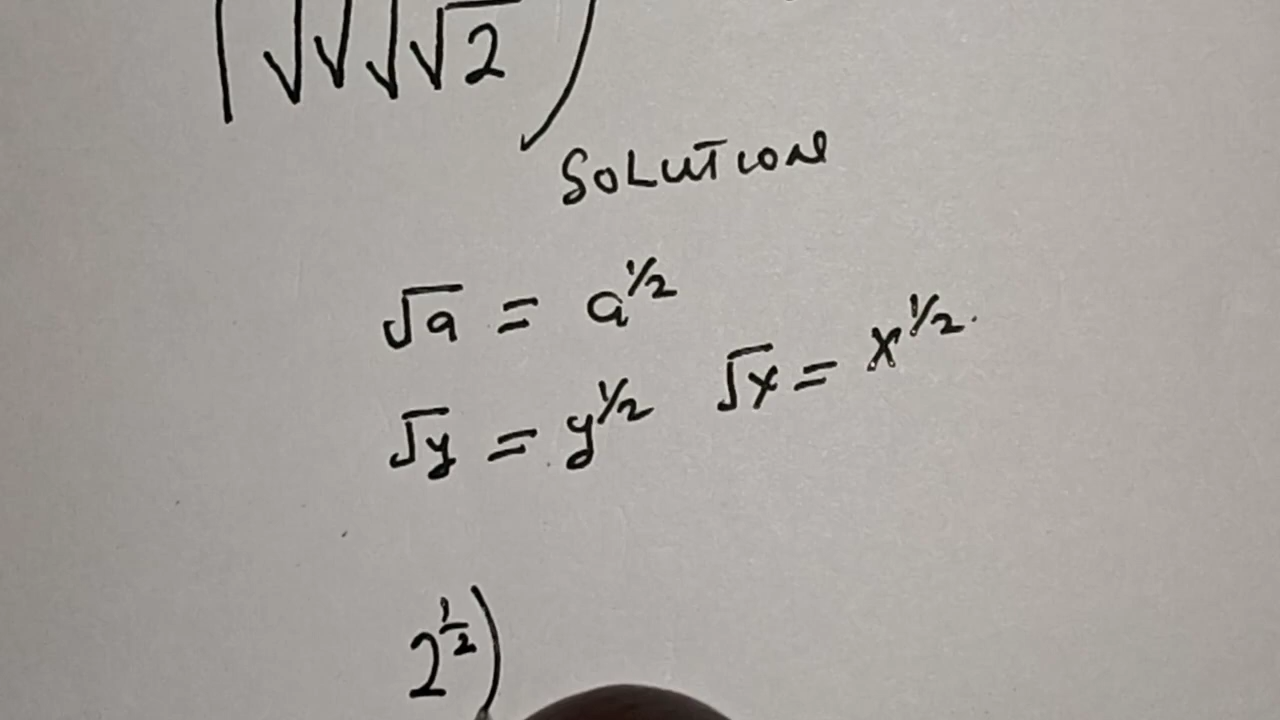 (√√√√2)
SOLUTION
√a = a^1/2
√y = y^1/2 √x = x^1/2.
2^1/2)